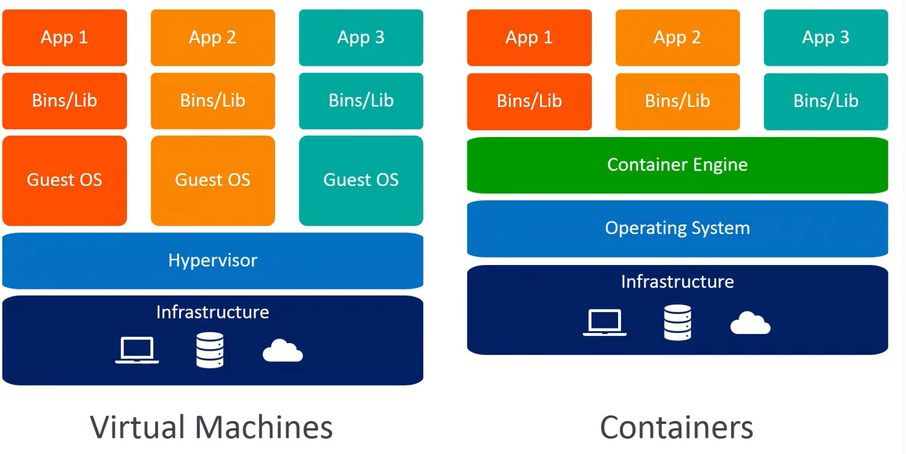 App 1
App 2
App 3
Bins/Lib
Bins/Lib
Bins/Lib
Guest OS
Guest OS
Guest OS
Hypervisor
Infrastructure
Virtual Machines
App 1
App 2
App 3
Bins/Lib
Bins/Lib
Bins/Lib
Container Engine
Operating System
Infrastructure
Containers